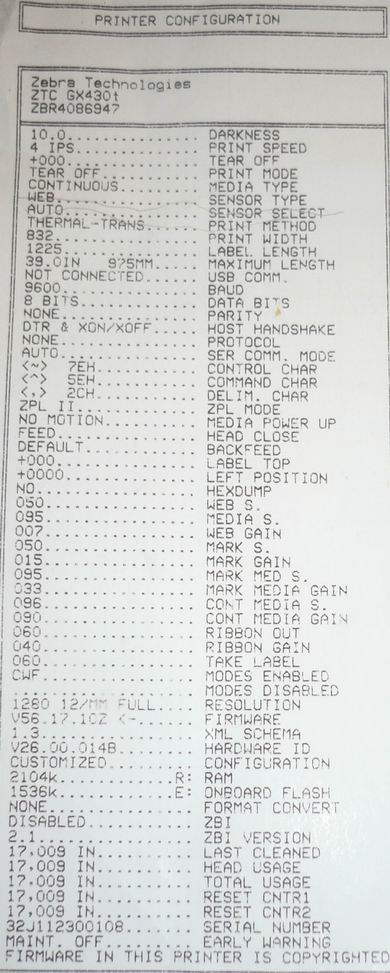 PRINTER CONFIGURATION
Zebra Technologies
ZTC GX430t
ZBR4086947
10.0............... DARKNESS
4 IPS.............. PRINT SPEED
+000............... TEAR OFF
TEAR OFF........... PRINT MODE
CONTINUOUS......... MEDIA TYPE
WEB................ SENSOR TYPE
AUTO............... SENSOR SELECT
THERMAL-TRANS...... PRINT METHOD
832................ PRINT WIDTH
1225............... LABEL LENGTH
39.0IN 975MM....... MAXIMUM LENGTH
NOT CONNECTED...... USB COMM.
9600............... BAUD
8 BITS............. DATA BITS
NONE............... PARITY
DTR & XON/XOFF..... HOST HANDSHAKE
NONE............... PROTOCOL
AUTO............... SER COMM. MODE
<~> 7EH............ CONTROL CHAR
<^> 5EH............ COMMAND CHAR
<,> 2CH............ DELIM. CHAR
ZPL II............. ZPL MODE
NO MOTION.......... MEDIA POWER UP
FEED............... HEAD CLOSE
DEFAULT............ BACKFEED
+000............... LABEL TOP
+0000.............. LEFT POSITION
NO................. HEXDUMP
050................ WEB S.
095................ MEDIA S.
007................ WEB GAIN
050................ MARK S.
015................ MARK GAIN
095................ MARK MED S.
033................ MARK MEDIA GAIN
096................ CONT MEDIA S.
090................ CONT MEDIA GAIN
060................ RIBBON OUT
040................ RIBBON GAIN
060................ TAKE LABEL
CWF................ MODES ENABLED
................... MODES DISABLED
1280 12/MM FULL.... RESOLUTION
V56.17.10Z <-...... FIRMWARE
1.3................ XML SCHEMA
V26.00.014B........ HARDWARE ID
CUSTOMIZED......... CONFIGURATION
2104k............R: RAM
1536k............E: ONBOARD FLASH
NONE............... FORMAT CONVERT
DISABLED........... ZBI
2.1................ ZBI VERSION
17,009 IN.......... LAST CLEANED
17,009 IN.......... HEAD USAGE
17,009 IN.......... TOTAL USAGE
17,009 IN.......... RESET CNTR1
17,009 IN.......... RESET CNTR2
32J112300108....... SERIAL NUMBER
MAINT. OFF......... EARLY WARNING
FIRMWARE IN THIS PRINTER IS COPYRIGHTED